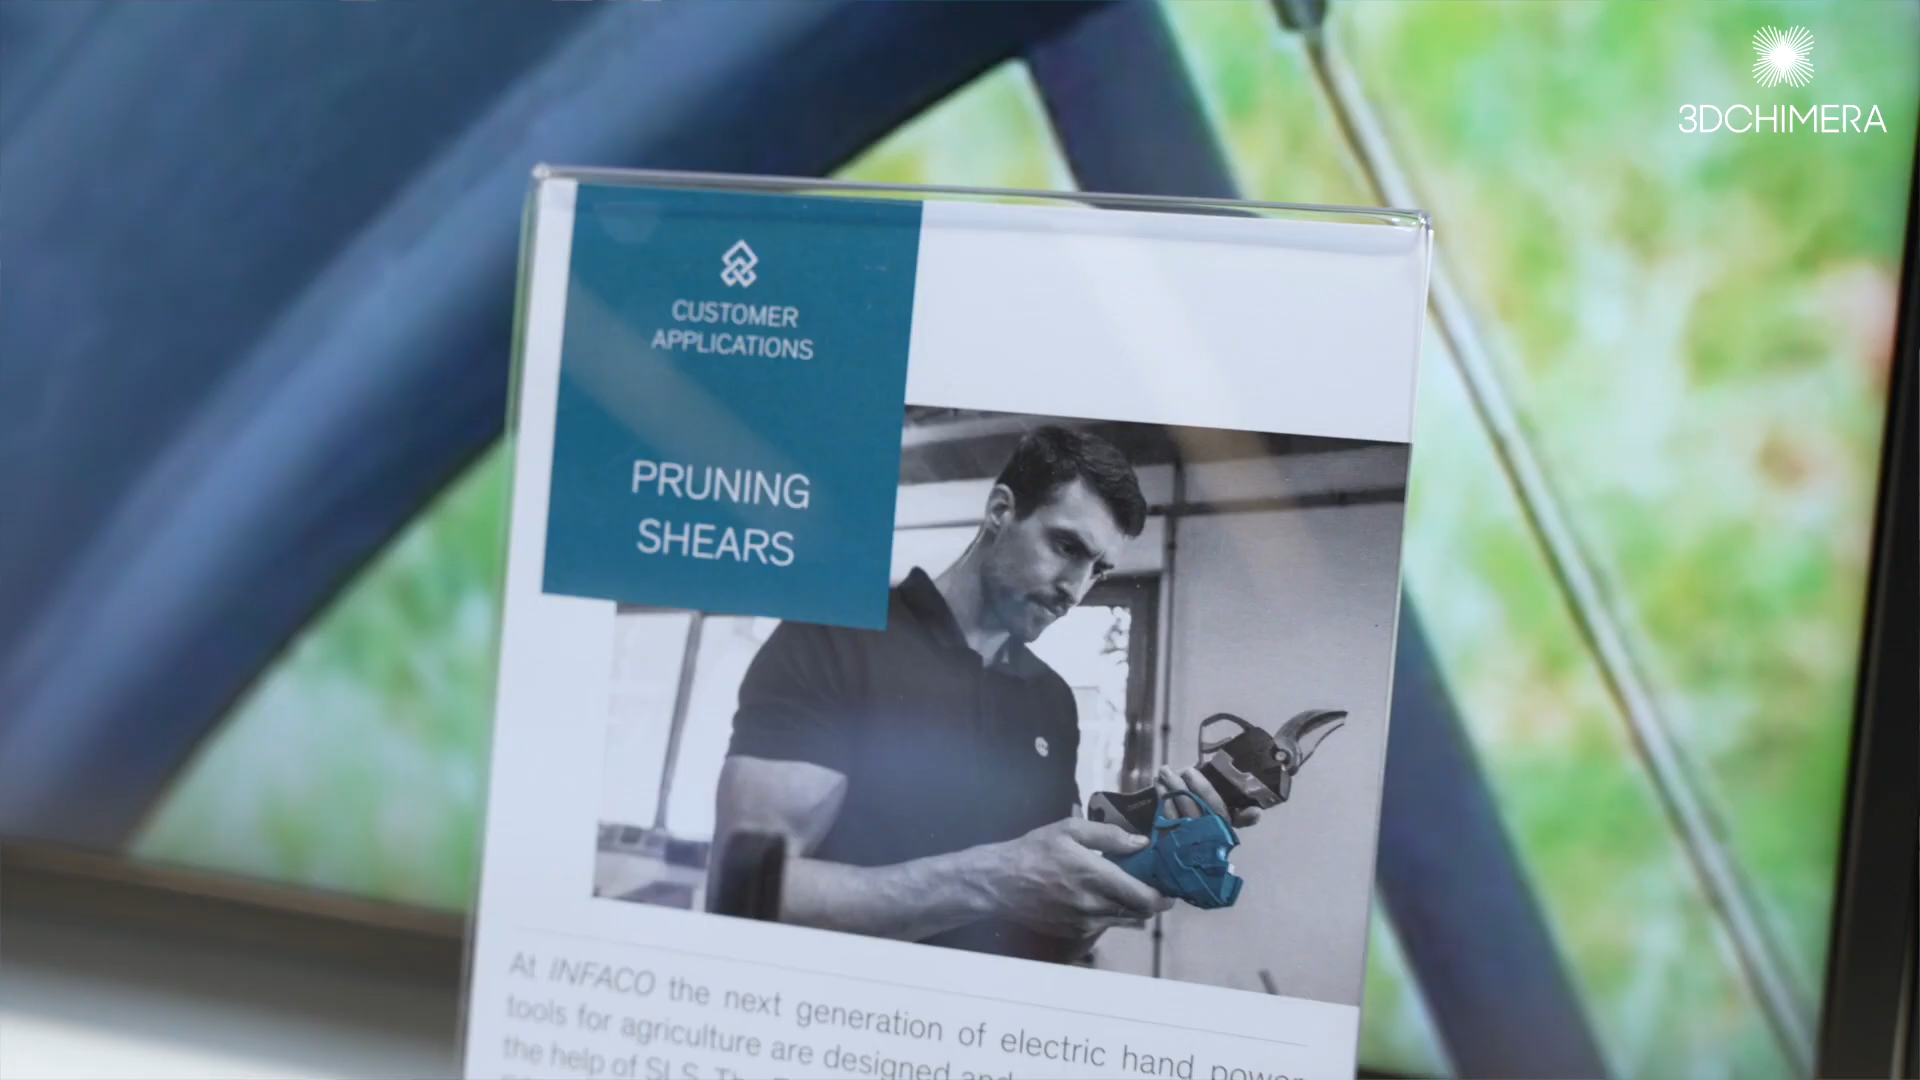 3DCHIMERA
CUSTOMER
APPLICATIONS
PRUNING
SHEARS
At INFACO the next generation of electric hand power
tools for agriculture are designed and
the help of SLS. The